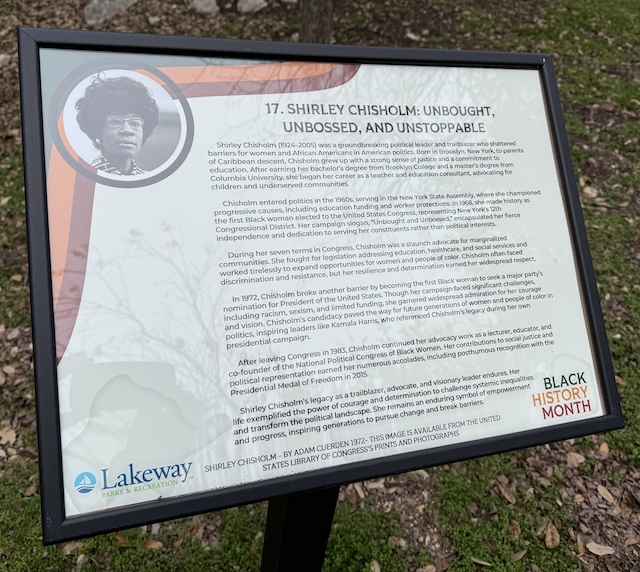 17. SHIRLEY CHISHOLM: UNBOUGHT,
UNBOSSED, AND UNSTOPPABLE
Shirley Chisholm (1924-2005) was a groundbreaking political leader and trailblazer who shattered
barriers for women and African Americans in American politics. Born in Brooklyn, New York, to parents
of Caribbean descent, Chisholm grew up with a strong sense of justice and a commitment to
education. After earning her bachelor's degree from Brooklyn College and a master's degree from
Columbia University, she began her career as a teacher and education consultant, advocating for
children and underserved communities.
Chisholm entered politics in the 1960s, serving in the New York State Assembly, where she championed
progressive causes, including education funding and worker protections. In 1968, she made history as
the first Black woman elected to the United States Congress, representing New York's 12th
Congressional District. Her campaign slogan, "Unbought and Unbossed," encapsulated her fierce
independence and dedication to serving her constituents rather than political interests.
During her seven terms in Congress, Chisholm was a staunch advocate for marginalized
communities. She fought for legislation addressing education, healthcare, and social services and
worked tirelessly to expand opportunities for women and people of color. Chisholm often faced
discrimination and resistance, but her resilience and determination earned her widespread respect.
In 1972, Chisholm broke another barrier by becoming the first Black woman to seek a major party's
nomination for President of the United States. Though her campaign faced significant challenges,
including racism, sexism, and limited funding, she garnered widespread admiration for her courage
and vision. Chisholm's candidacy paved the way for future generations of women and people of color in
politics, inspiring leaders like Kamala Harris, who referenced Chisholm's legacy during her own
presidential campaign.
After leaving Congress in 1983, Chisholm continued her advocacy work as a lecturer, educator, and
co-founder of the National Political Congress of Black Women. Her contributions to social justice and
political representation earned her numerous accolades, including posthumous recognition with the
Presidential Medal of Freedom in 2015.
Shirley Chisholm's legacy as a trailblazer, advocate, and visionary leader endures. Her
life exemplified the power of courage and determination to challenge systemic inequalities
and transform the political landscape. She remains an enduring symbol of empowerment
and progress, inspiring generations to pursue change and break barriers.
BLACK
HISTORY
MONTH
Lakeway
PARKS & RECREATION
SHIRLEY CHISHOLM – BY ADAM CUERDEN 1972- THIS IMAGE IS AVAILABLE FROM THE UNITED
STATES LIBRARY OF CONGRESS'S PRINTS AND PHOTOGRAPHS